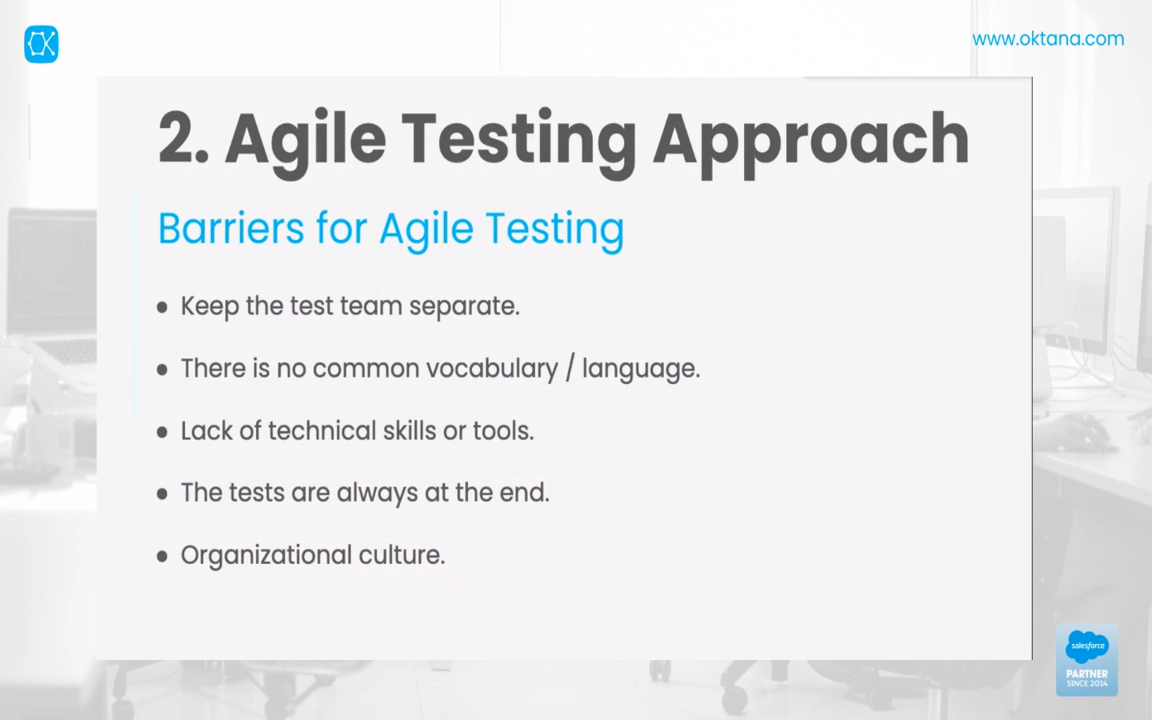 www.oktana.com
2. Agile Testing Approach
Barriers for Agile Testing
● Keep the test team separate.
● There is no common vocabulary / language.
● Lack of technical skills or tools.
● The tests are always at the end.
● Organizational culture.
salesforce
PARTNER
SINCE 2014